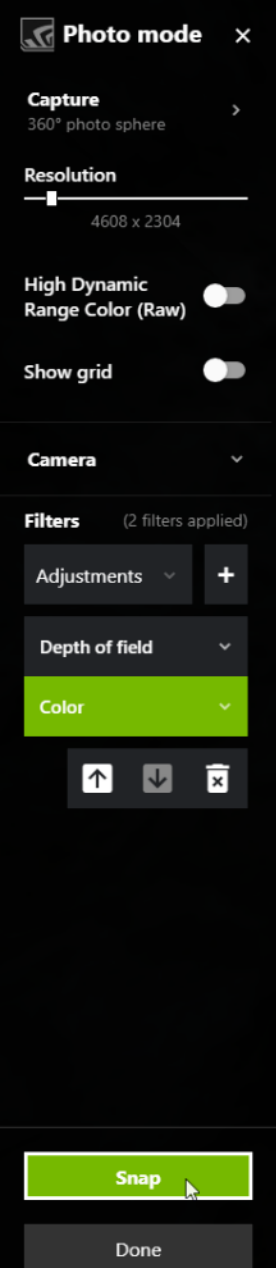 Photo mode
Capture
360° photo sphere
Resolution
4608 x 2304
High Dynamic
Range Color (Raw)
Show grid
Camera
Filters (2 filters applied)
Adjustments
Depth of field
Color
Snap
Done